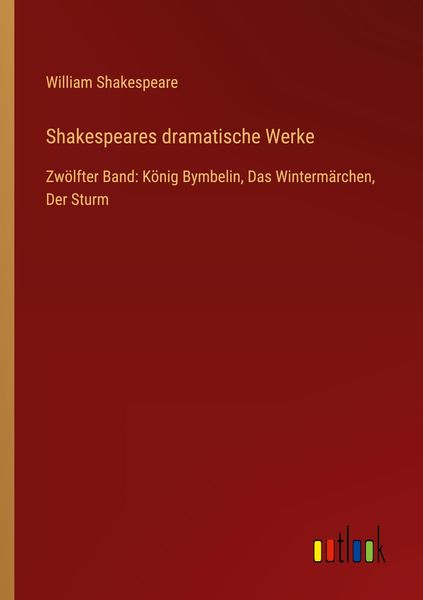 William Shakespeare
Shakespeares dramatische Werke
Zwölfter Band: König Bymbelin, Das Wintermärchen,
Der Sturm
outlook